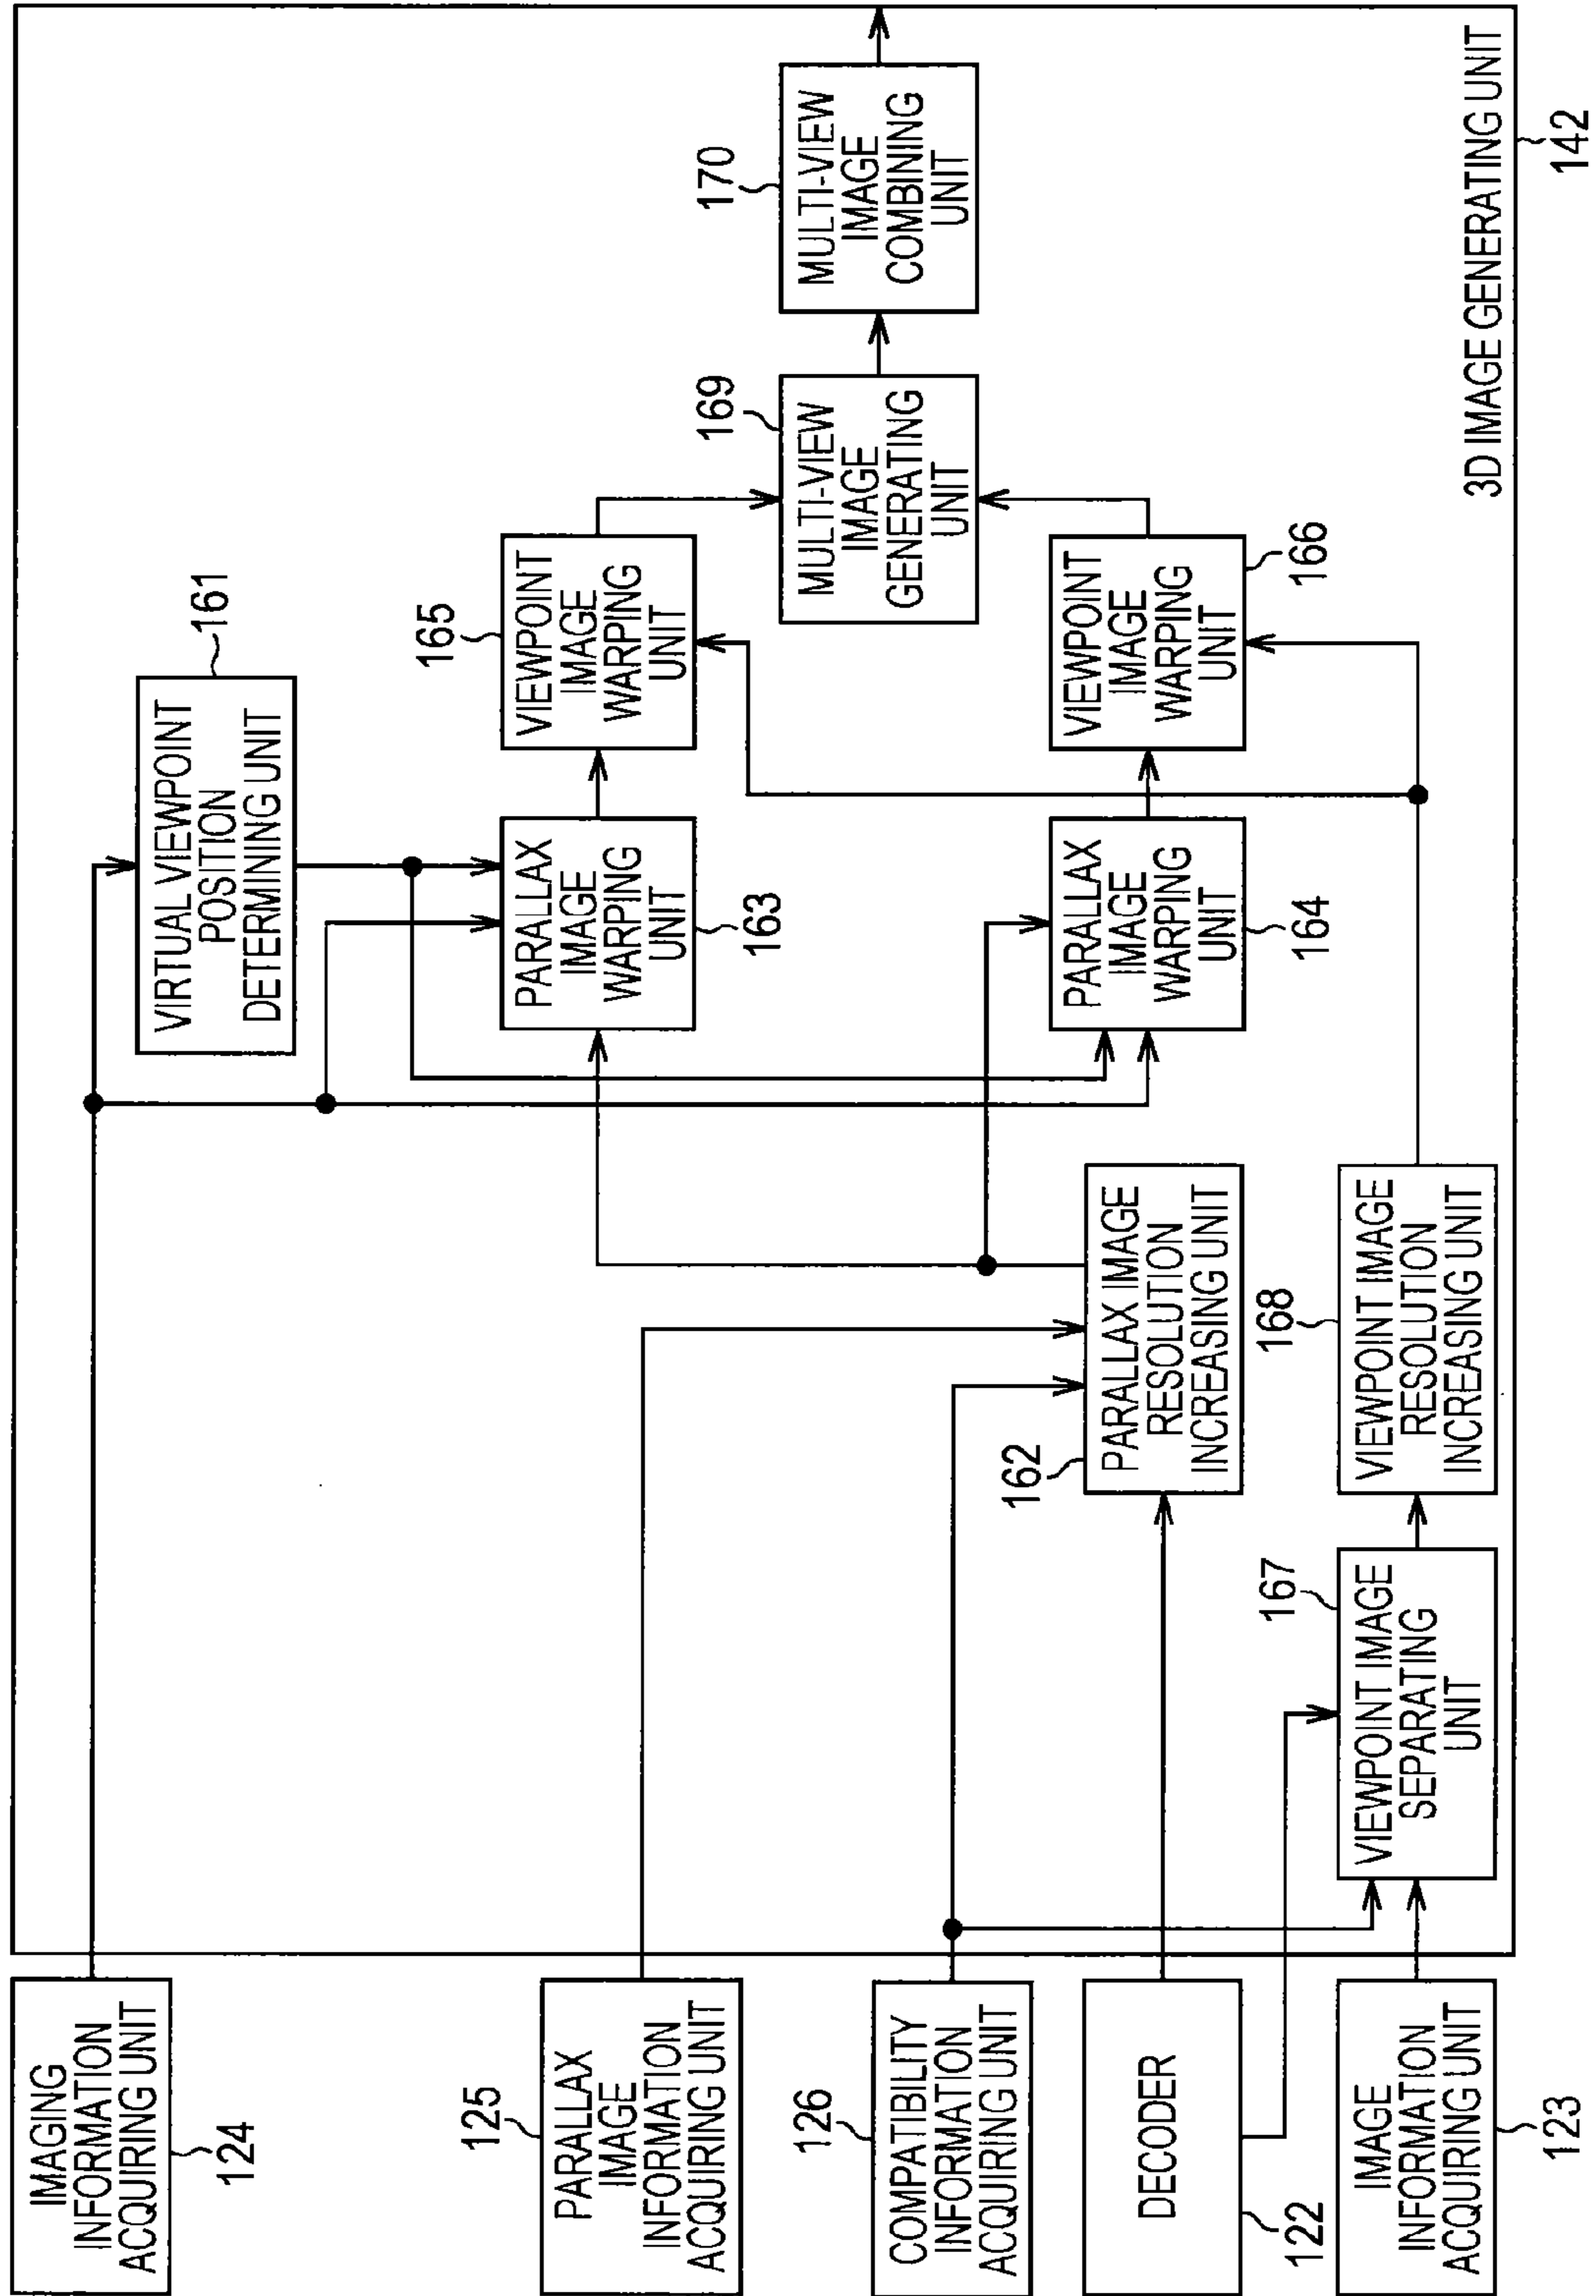 IMAGING
INFORMATION
ACQUIRING UNIT
124
125
PARALLAX
IMAGE
INFORMATION
ACQUIRING UNIT
126
COMPATIBILITY
INFORMATION
ACQUIRING UNIT
DECODER
122
IMAGE
INFORMATION
ACQUIRING UNIT
123
167
VIEWPOINT IMAGE
SEPARATING
UNIT
162
PARALLAX IMAGE
RESOLUTION
INCREASING UNIT
168
VIEWPOINT IMAGE
RESOLUTION
INCREASING UNIT
VIRTUAL VIEWPOINT
POSITION
DETERMINING UNIT
161
PARALLAX
IMAGE
WARPING
UNIT
163
PARALLAX
IMAGE
WARPING
UNIT
164
165
VIEWPOINT
IMAGE
WARPING
UNIT
VIEWPOINT
IMAGE
WARPING
UNIT
166
169
MULTI-VIEW
IMAGE
GENERATING
UNIT
170
MULTI-VIEW
IMAGE
COMBINING
UNIT
3D IMAGE GENERATING UNIT
142